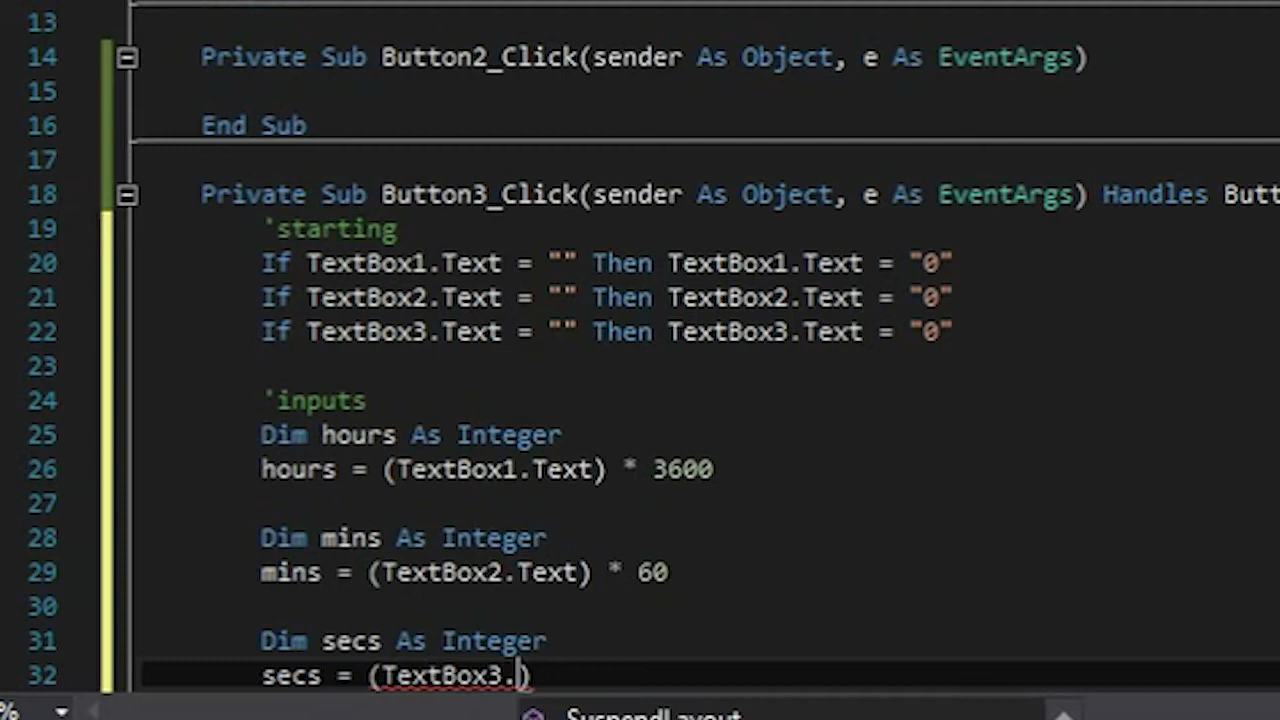 13
14 Private Sub Button2_Click(sender As Object, e As EventArgs)
15
16 End Sub
17
18 Private Sub Button3_Click(sender As Object, e As EventArgs) Handles Butt
19 'starting
20 If TextBox1.Text = "" Then TextBox1.Text = "0"
21 If TextBox2.Text = "" Then TextBox2.Text = "0"
22 If TextBox3.Text = "" Then TextBox3.Text = "0"
23
24 'inputs
25 Dim hours As Integer
26 hours = (TextBox1.Text) * 3600
27
28 Dim mins As Integer
29 mins = (TextBox2.Text) * 60
30
31 Dim secs As Integer
32 secs = (TextBox3.)
% SuspendLayout